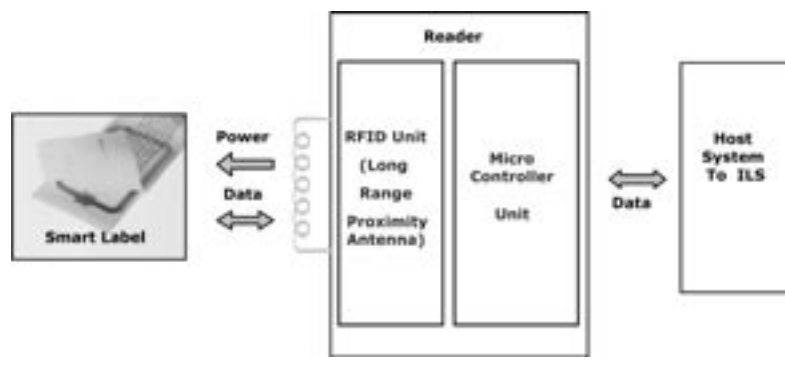 Reader
Power
Data
Smart Label
RFID Unit
(Long
Range
Proximity
Antenna)
Micro
Controller
Unit
Data
Host
System
To ILS